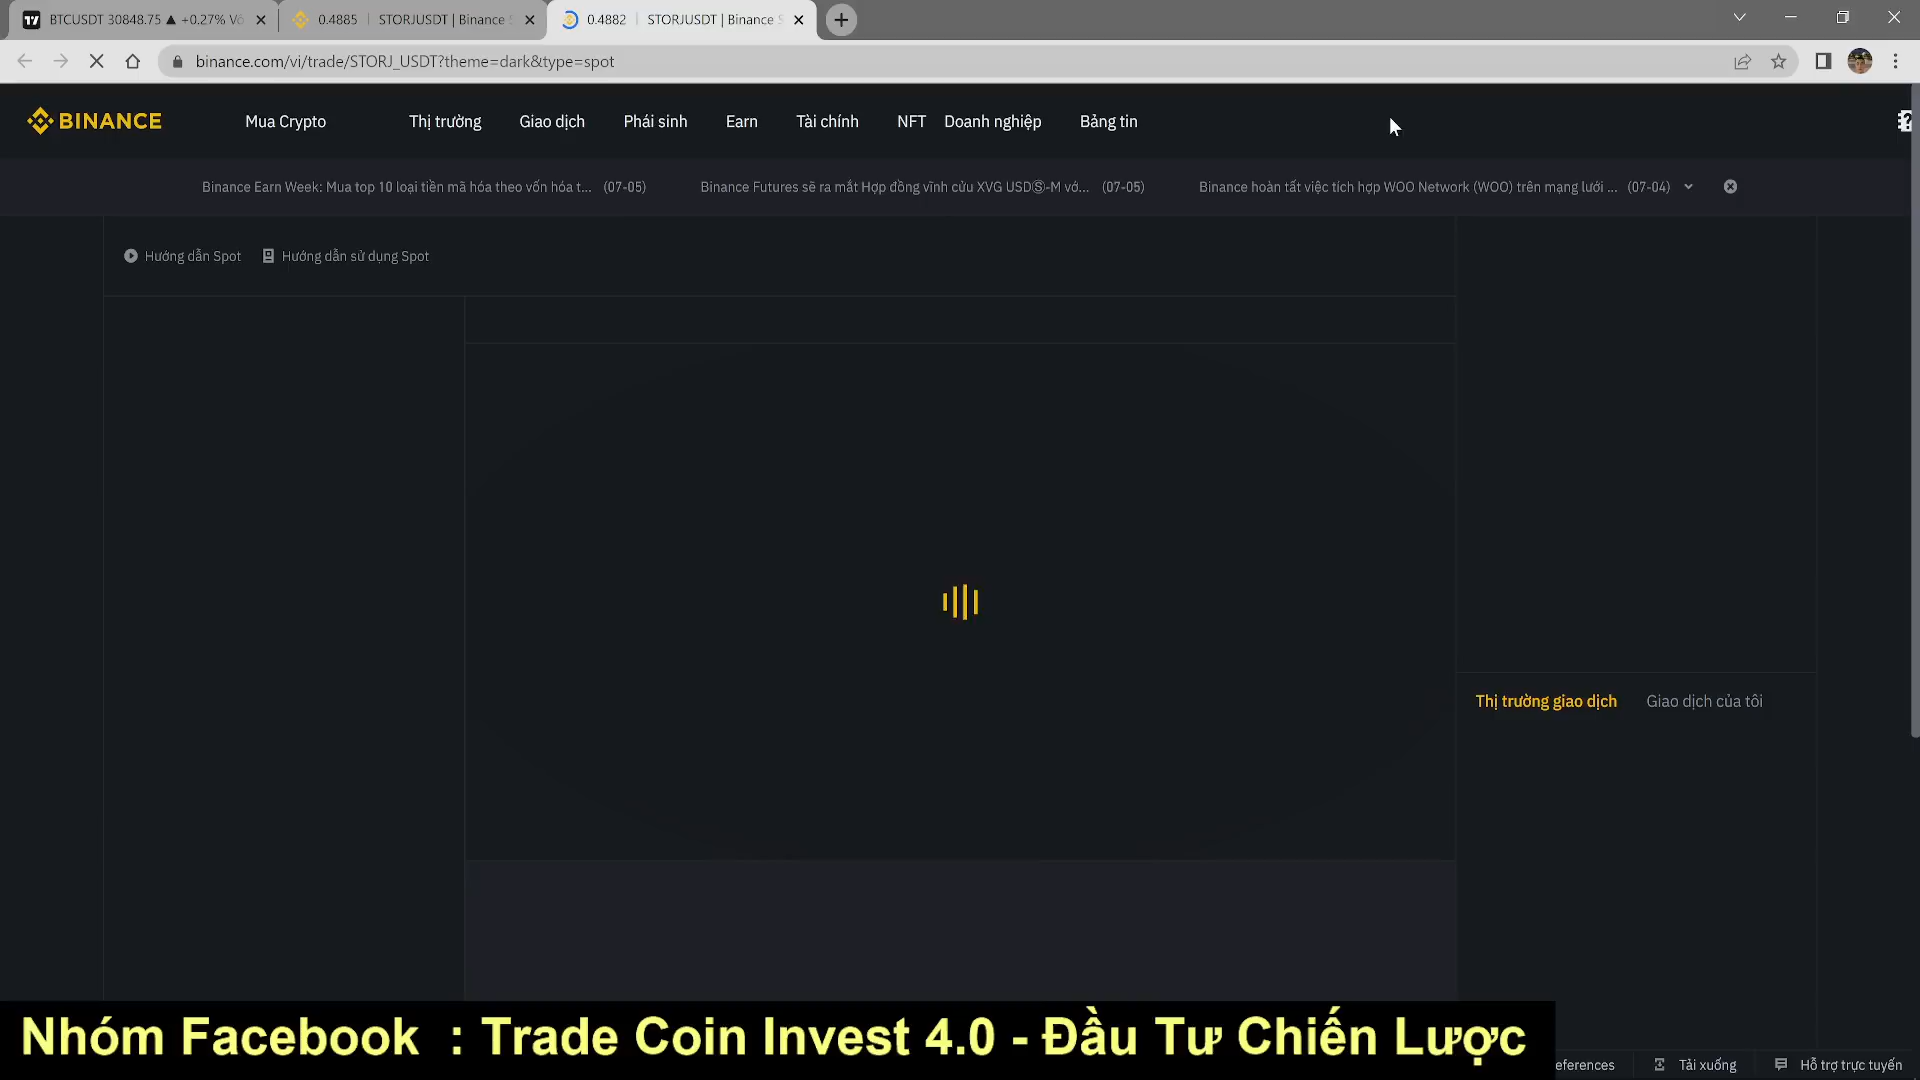 BTCUSDT 30848.75 ▲ +0.27% Vô
0.4885 | STORJUSDT | Binance S
0.4882 | STORJUSDT | Binance S
binance.com/vi/trade/STORJ_USDT?theme=dark&type=spot
BINANCE
Mua Crypto
Thị trường
Giao dịch
Phái sinh
Earn
Tài chính
NFT
Doanh nghiệp
Bảng tin
Binance Earn Week: Mua top 10 loại tiền mã hóa theo vốn hóa t... (07-05)
Binance Futures sẽ ra mắt Hợp đồng vĩnh cửu XVG USDⓈ-M vớ... (07-05)
Binance hoàn tất việc tích hợp WOO Network (WOO) trên mạng lưới ... (07-04)
Hướng dẫn Spot
Hướng dẫn sử dụng Spot
Thị trường giao dịch
Giao dịch của tôi
Nhóm Facebook : Trade Coin Invest 4.0 - Đầu Tư Chiến Lược
eferences
Tải xuống
Hỗ trợ trực tuyến